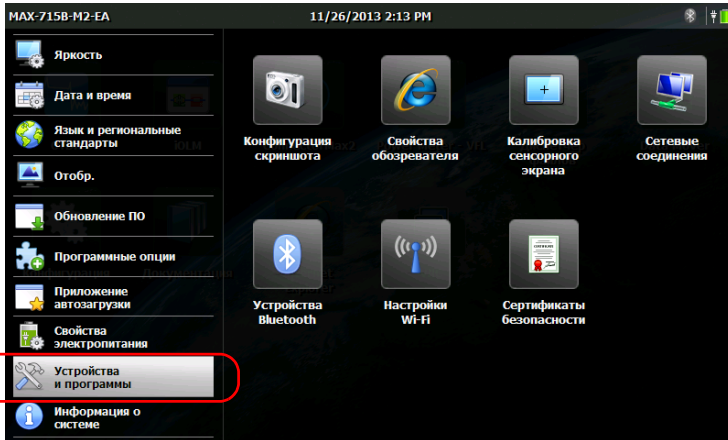 MAX-715B-M2-EA
11/26/2013 2:13 PM
Яркость
Дата и время
Язык и региональные
стандарты
Отобр.
Обновление ПО
Программные опции
Приложение
автозагрузки
Свойства
электропитания
Устройства
и программы
Информация о
системе
Конфигурация
скриншота
Свойства
обозревателя
Калибровка
сенсорного
экрана
Сетевые
соединения
Устройства
Bluetooth
Настройки
Wi-Fi
Сертификаты
безопасности